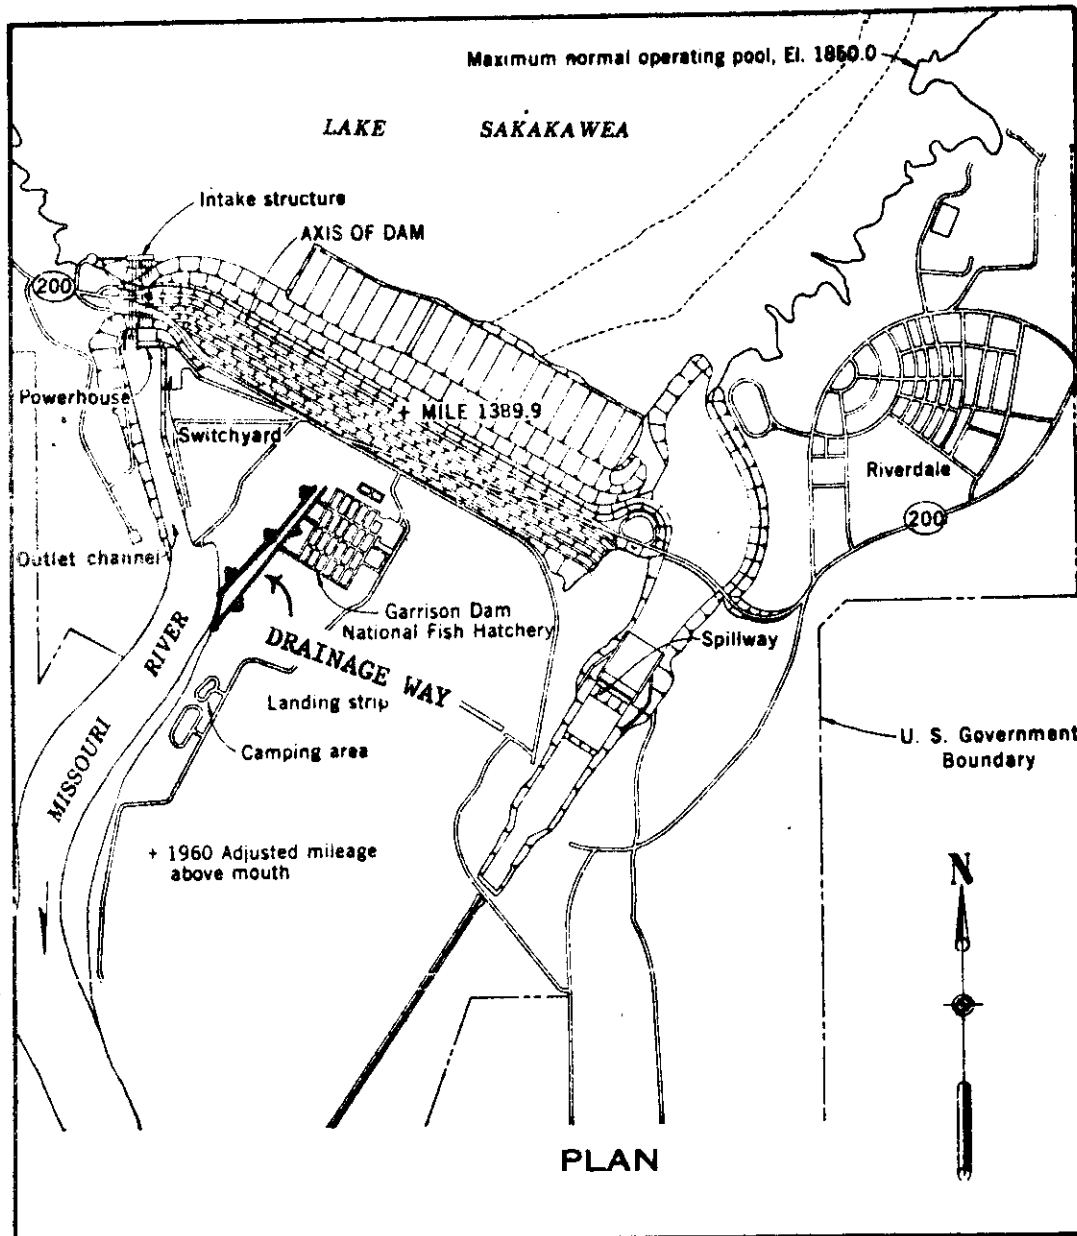 Maximum normal operating pool, El. 1850.0
LAKE SAKAKAWEA
Intake structure
AXIS OF DAM
200
Powerhouse
+ MILE 1389.9
Switchyard
Riverdale
200
Outlet channel
Garrison Dam
National Fish Hatchery
DRAINAGE WAY
Spillway
RIVER
MISSOURI
Landing strip
Camping area
U. S. Government
Boundary
+ 1960 Adjusted mileage
above mouth
N
PLAN